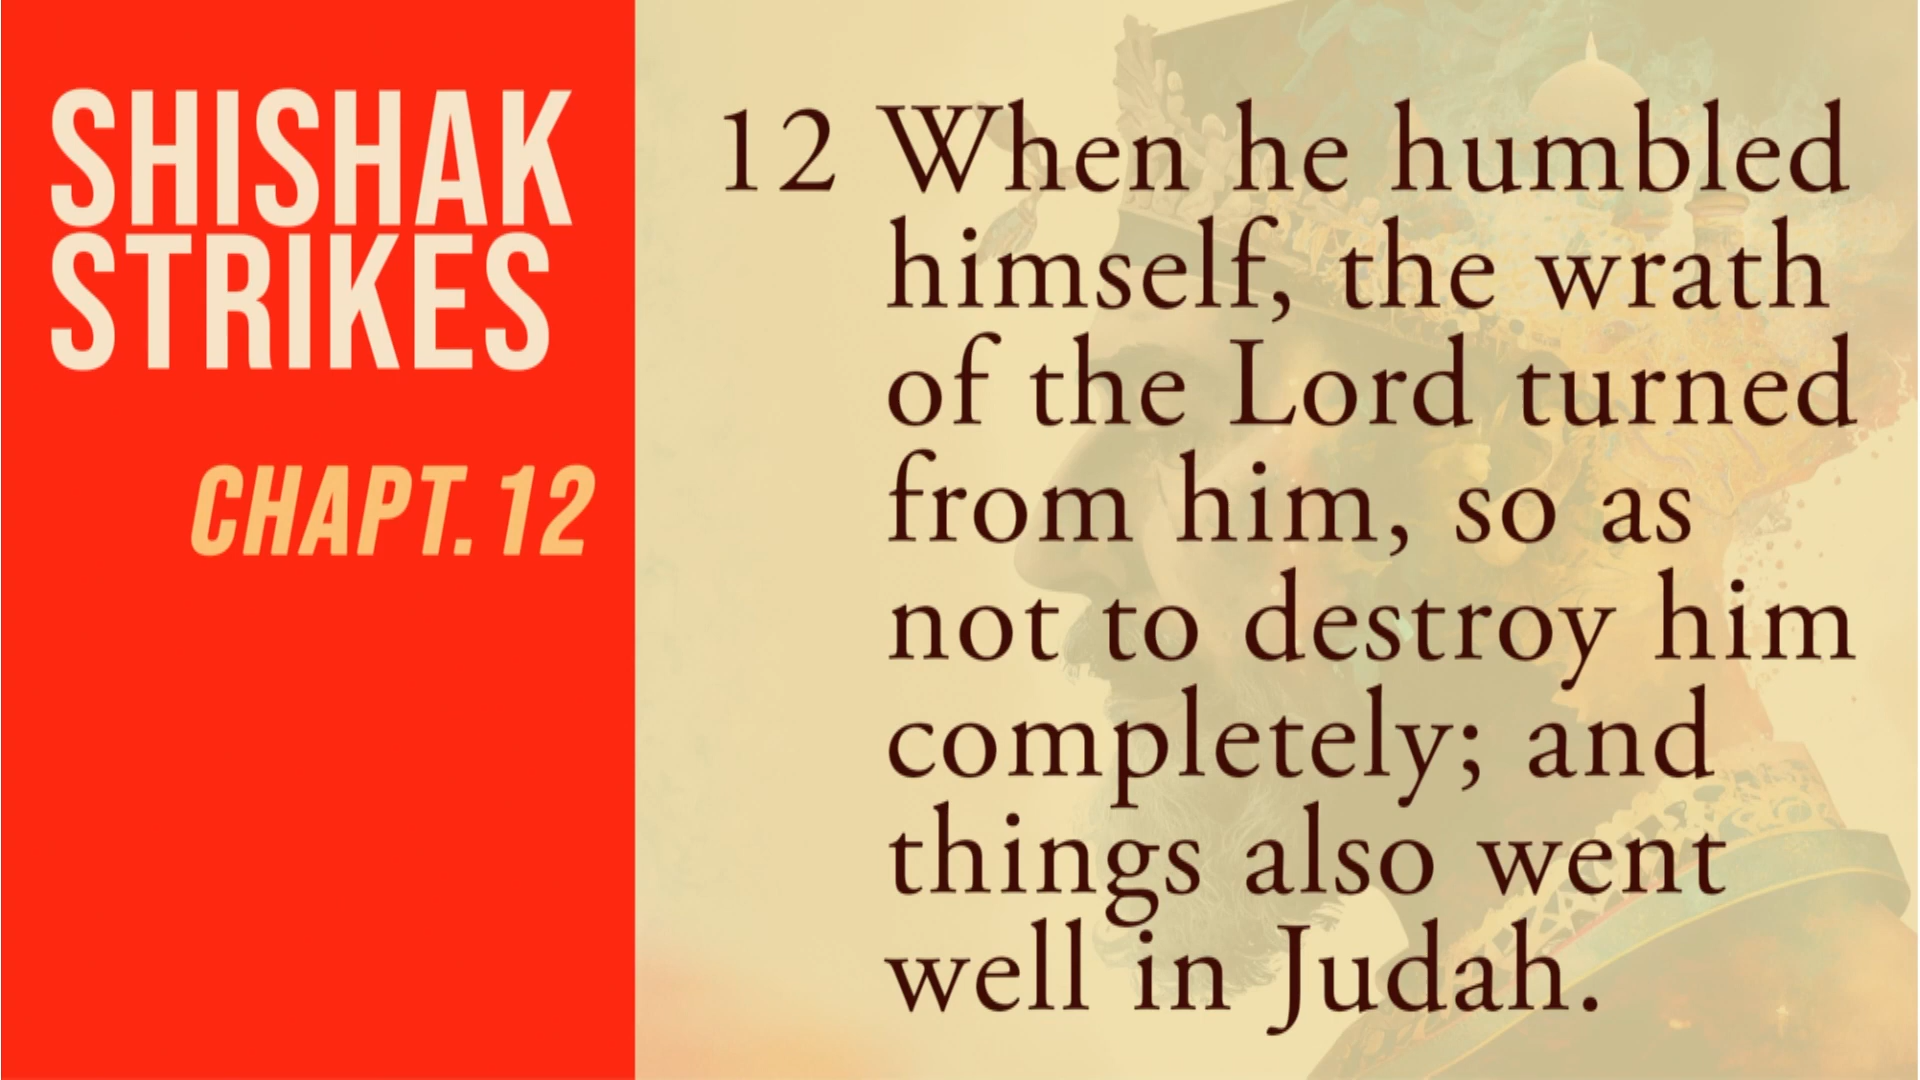 SHISHAK
STRIKES
CHAPT. 12
12 When he humbled
himself, the wrath
of the Lord turned
from him, so as
not to destroy him
completely; and
things also went
well in Judah.